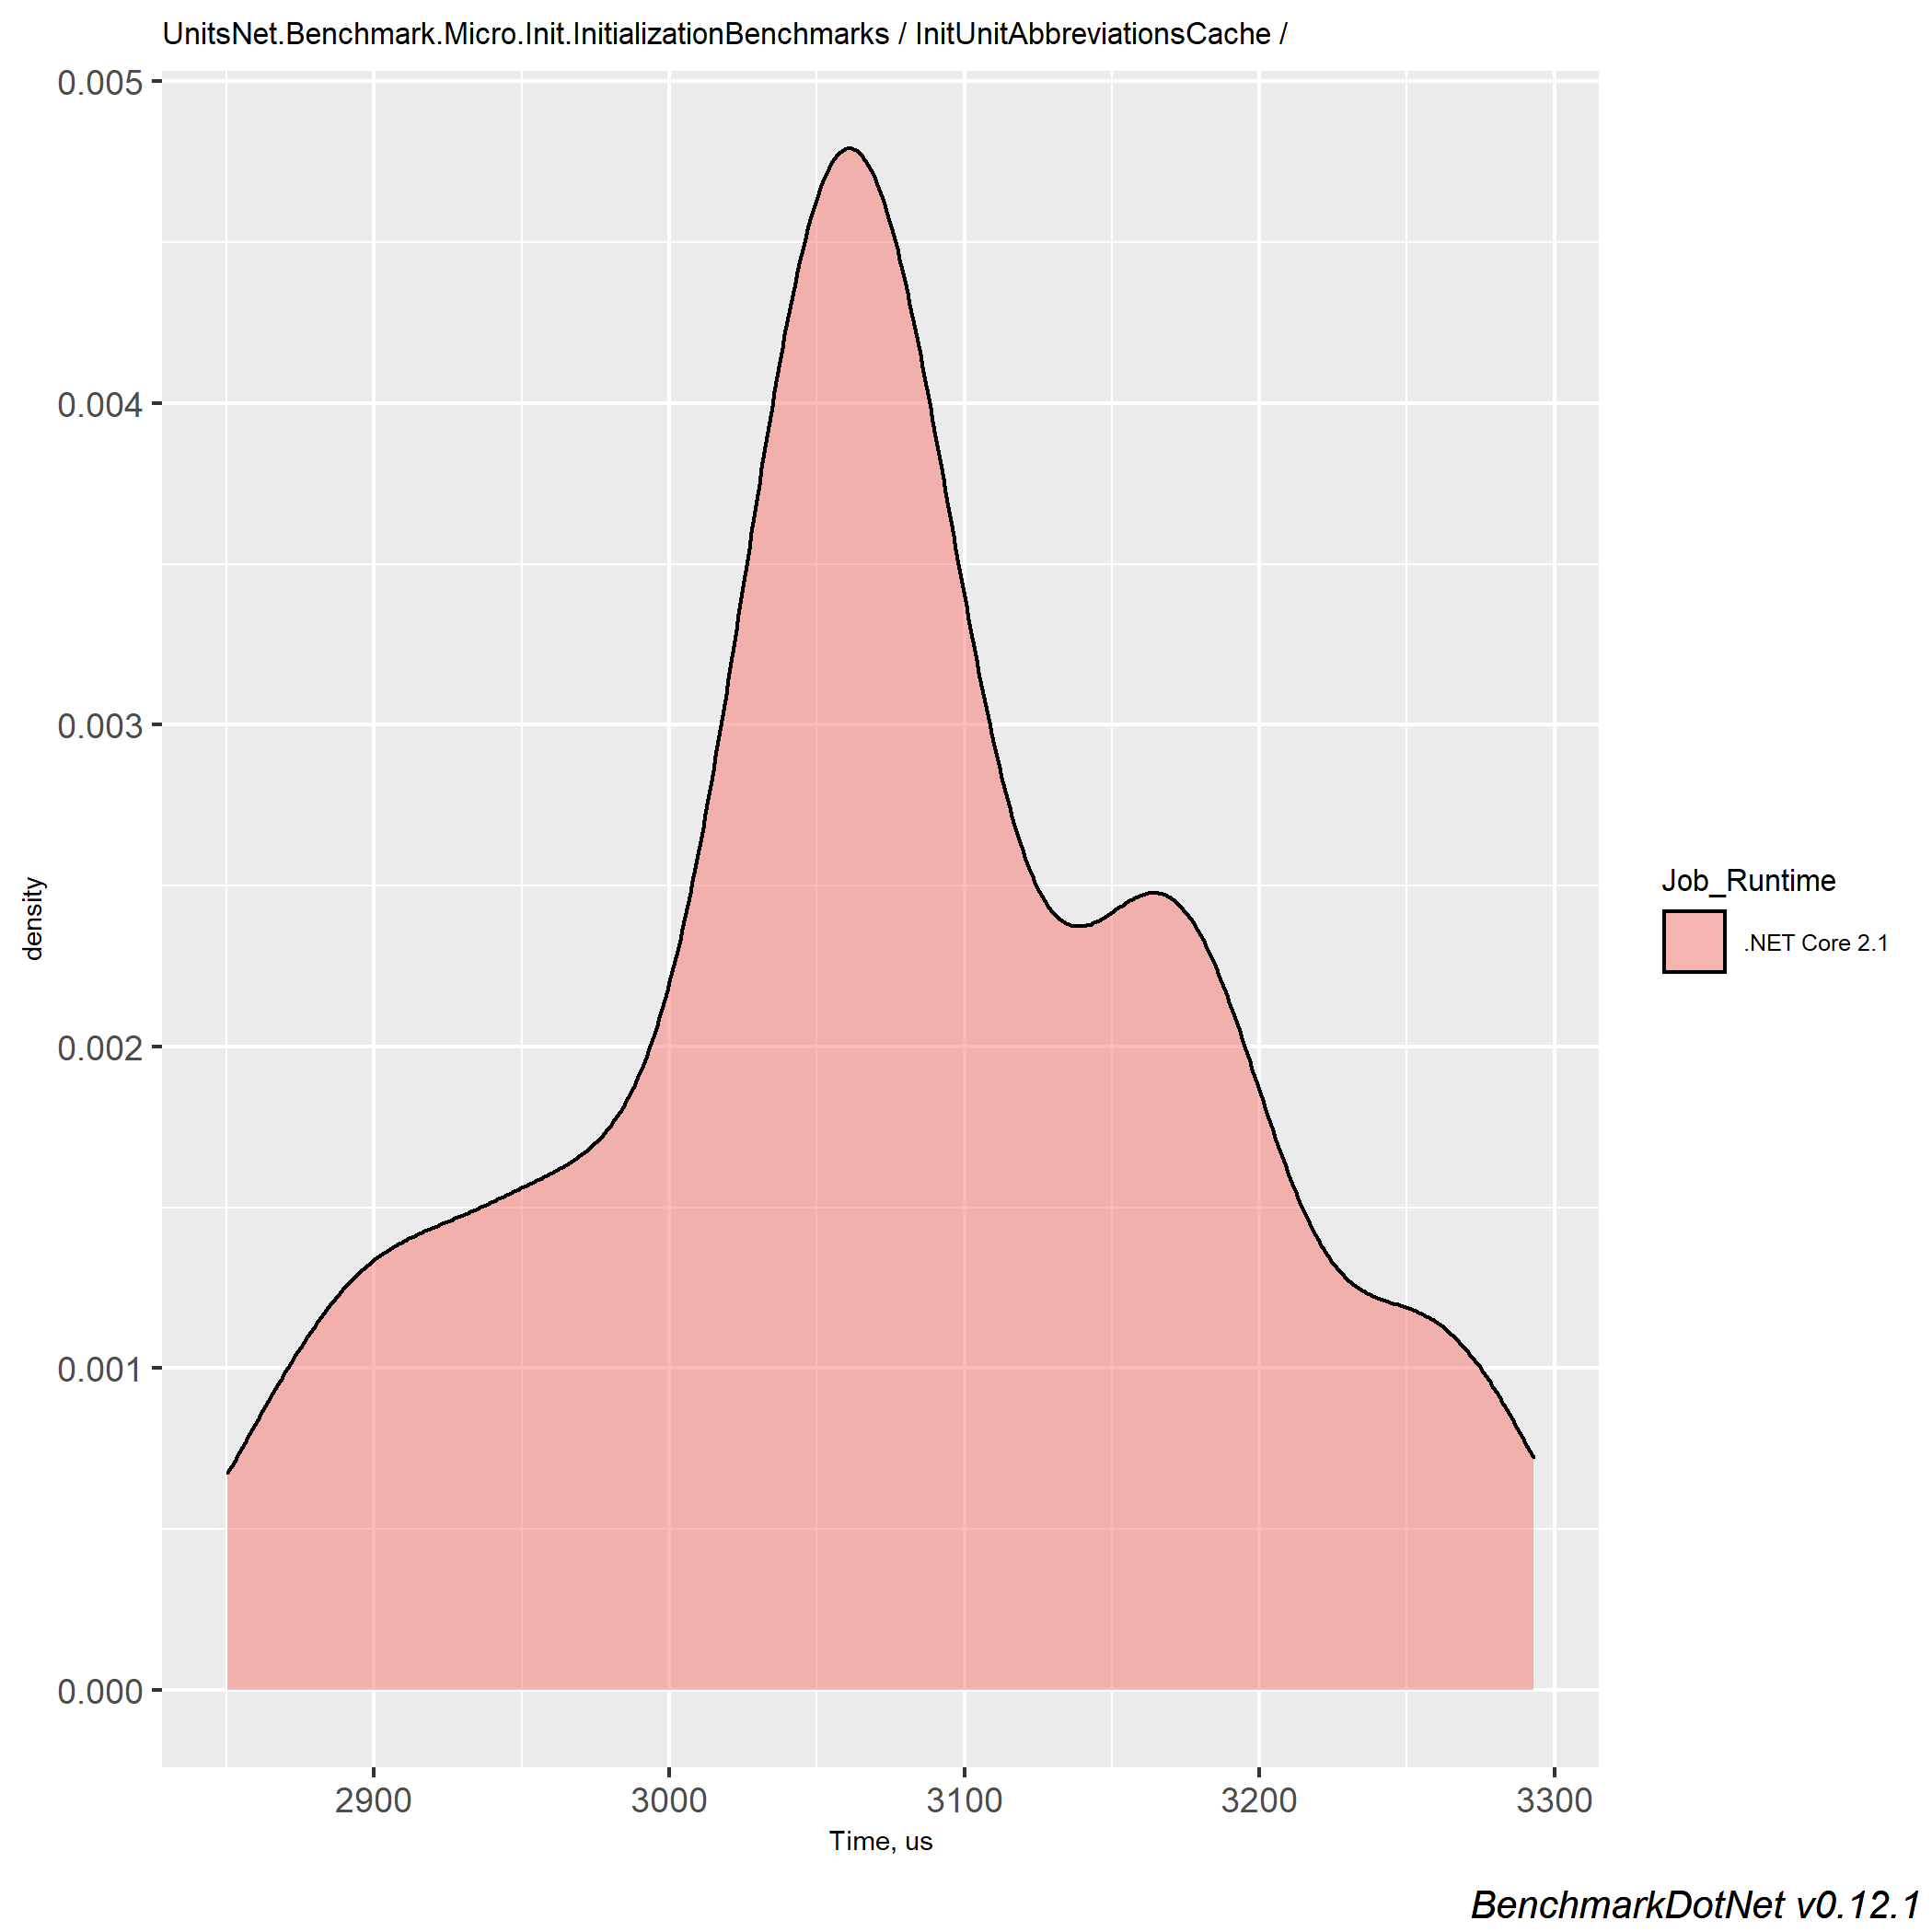 UnitsNet.Benchmark.Micro.Init.InitializationBenchmarks / InitUnitAbbreviationsCache /
0.005
0.004
0.003
0.002
0.001
0.000
density
2900 3000 3100 3200 3300
Time, us
Job_Runtime
.NET Core 2.1
BenchmarkDotNet v0.12.1